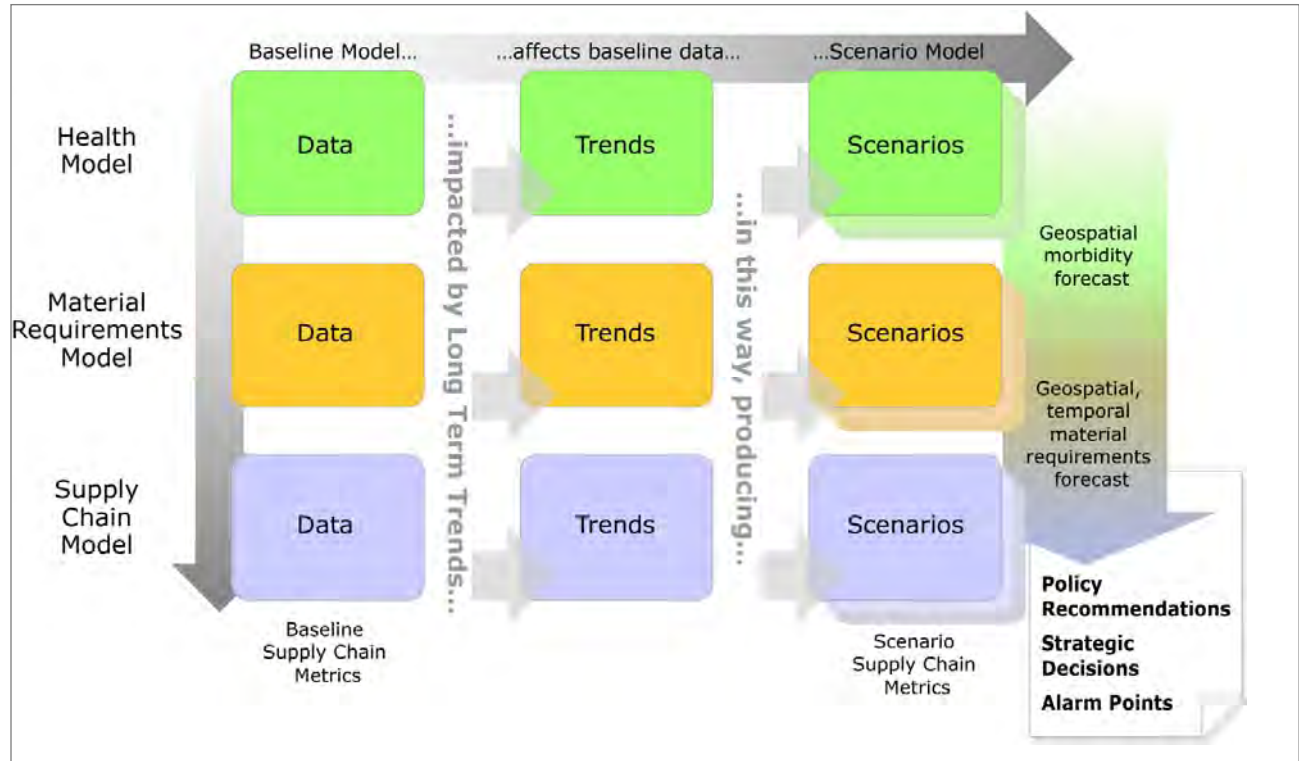 Baseline Model...
...affects baseline data...
...Scenario Model
Health
Model
Data
...impacted by Long Term Trends...
Trends
...in this way, producing...
Scenarios
Geospatial
morbidity
forecast
Material
Requirements
Model
Data
Trends
Scenarios
Geospatial,
temporal
material
requirements
forecast
Supply
Chain
Model
Data
Trends
Scenarios
Baseline
Supply Chain
Metrics
Scenario
Supply Chain
Metrics
Policy
Recommendations
Strategic
Decisions
Alarm Points